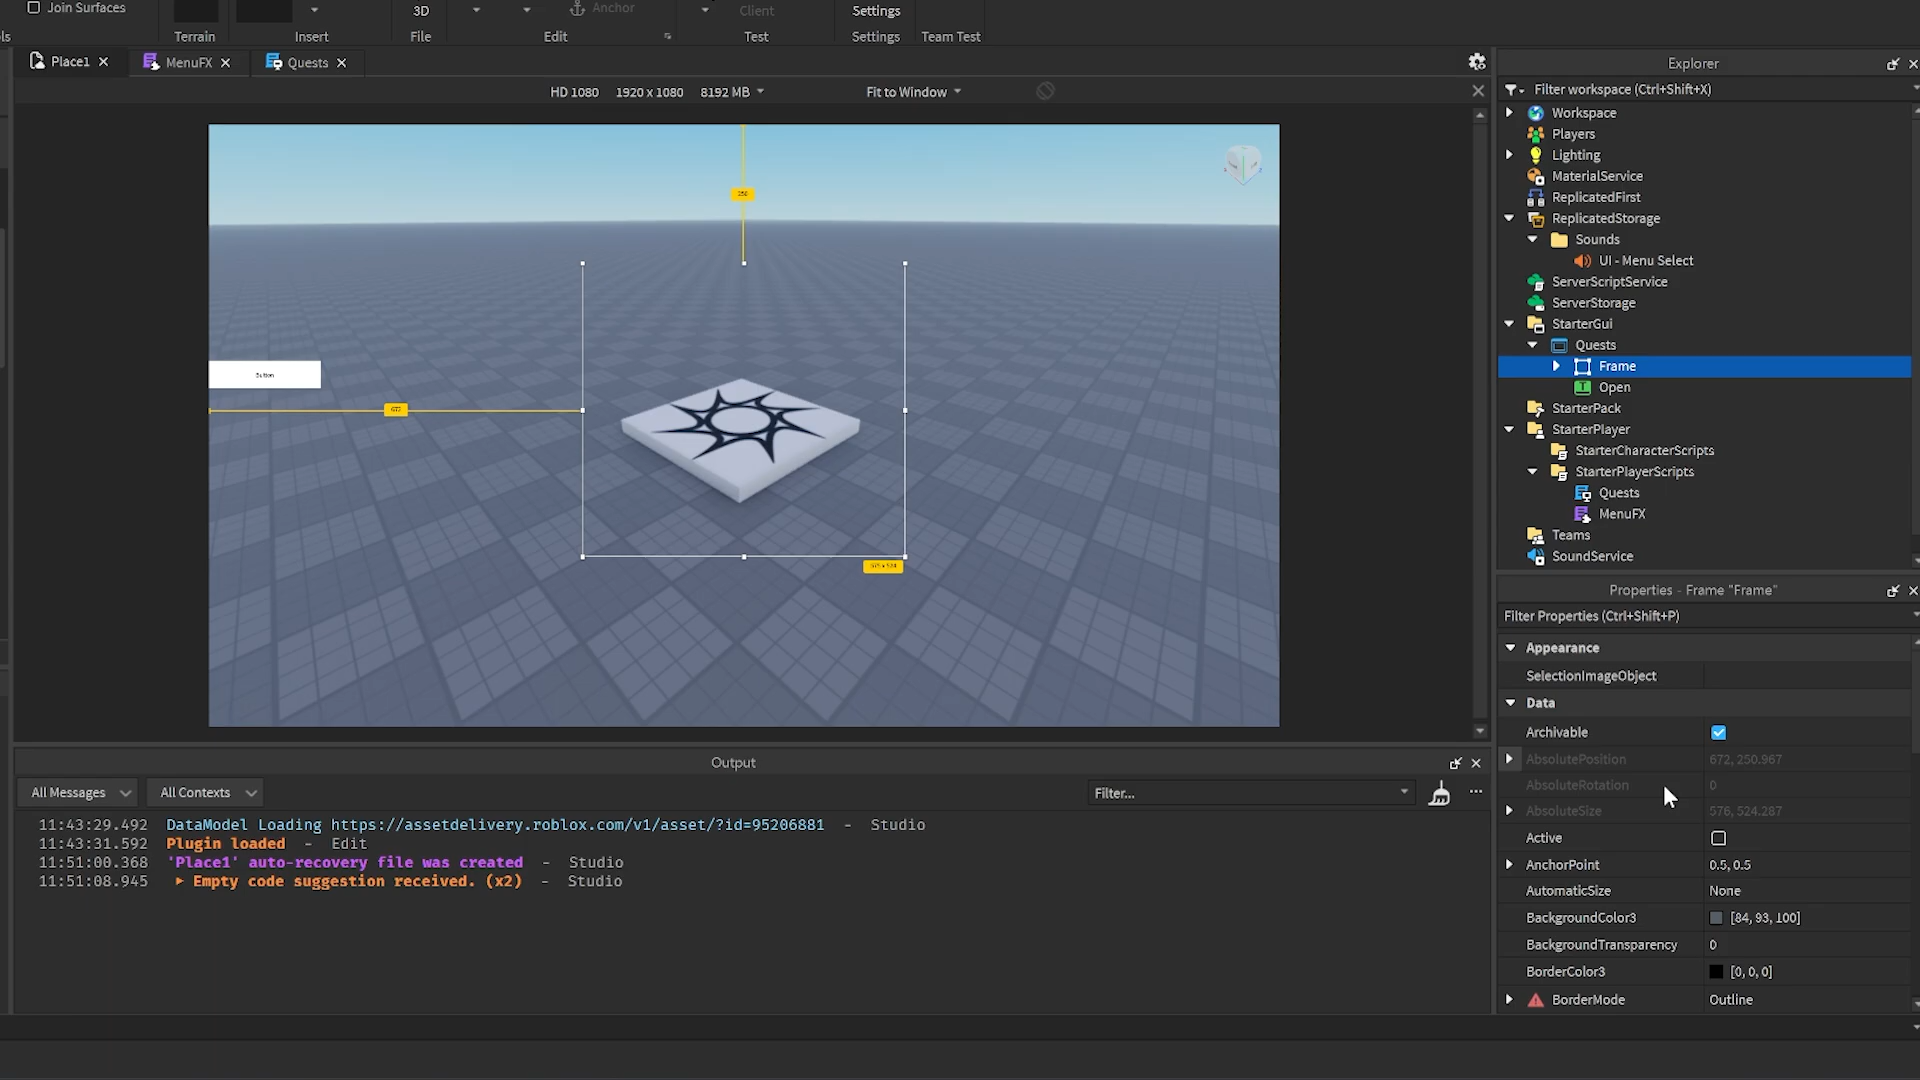 Join Surfaces
3D
Anchor
Client
Settings
Terrain
Insert
File
Edit
Test
Settings
Team Test
Place1
MenuFX
Quests
HD 1080 1920 x 1080 8192 MB
Fit to Window
250
Button
672
Output
All Messages
All Contexts
Filter...
11:43:29.492 DataModel Loading https://assetdelivery.roblox.com/v1/asset/?id=95206881 - Studio
11:43:31.592 Plugin loaded - Edit
11:51:00.368 'Place1' auto-recovery file was created - Studio
11:51:08.945 Empty code suggestion received. (x2) - Studio
Explorer
Filter workspace (Ctrl+Shift+X)
Workspace
Players
Lighting
MaterialService
ReplicatedFirst
ReplicatedStorage
Sounds
UI - Menu Select
ServerScriptService
ServerStorage
StarterGui
Quests
Frame
Open
StarterPack
StarterPlayer
StarterCharacterScripts
StarterPlayerScripts
Quests
MenuFX
Teams
SoundService
Properties - Frame "Frame"
Filter Properties (Ctrl+Shift+P)
Appearance
SelectionImageObject
Data
Archivable
AbsolutePosition 672, 250.967
AbsoluteRotation 0
AbsoluteSize 576, 524.287
Active
AnchorPoint 0.5, 0.5
AutomaticSize None
BackgroundColor3 [84, 93, 100]
BackgroundTransparency 0
BorderColor3 [0, 0, 0]
BorderMode Outline